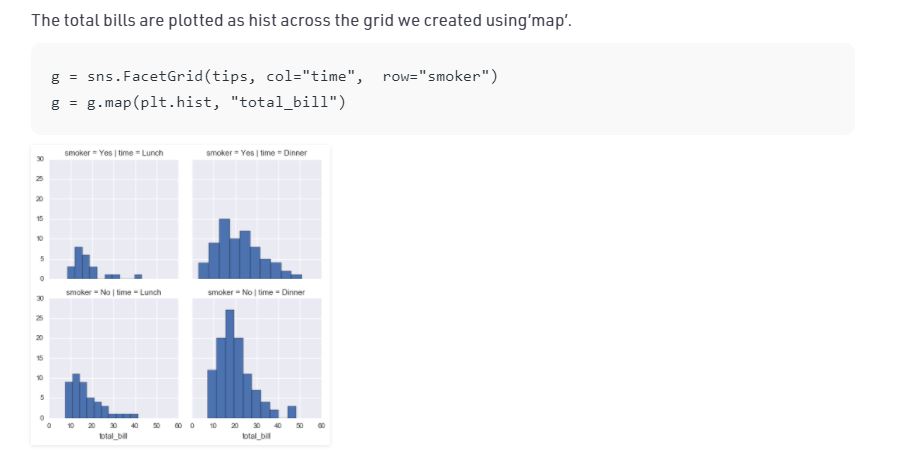 The total bills are plotted as hist across the grid we created using'map'.
g = sns.FacetGrid(tips, col="time",  row="smoker")
g = g.map(plt.hist, "total_bill")
smoker = Yes | time = Lunch
smoker = Yes | time = Dinner
30
25
20
15
10
5
0
smoker = No | time = Lunch
smoker = No | time = Dinner
30
25
20
15
10
5
0
0 10 20 30 40 50 60 0 10 20 30 40 50 60
total_bill total_bill